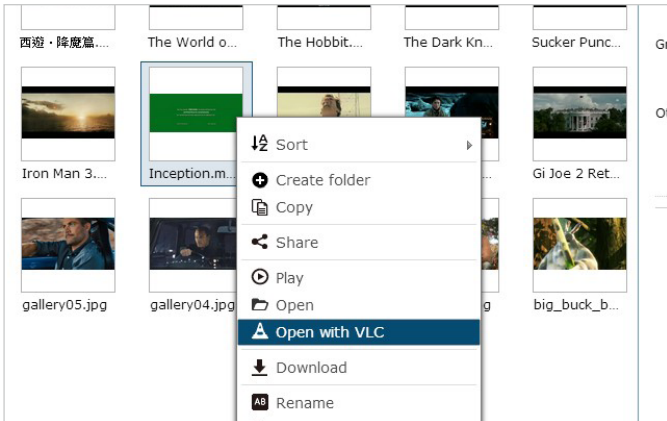 西遊·降魔篇....
The World o...
The Hobbit....
The Dark Kn...
Sucker Punc...
Iron Man 3....
Inception.m...
Gi Joe 2 Ret...
gallery05.jpg
gallery04.jpg
big_buck_b...
Sort
Create folder
Copy
Share
Play
Open
Open with VLC
Download
Rename